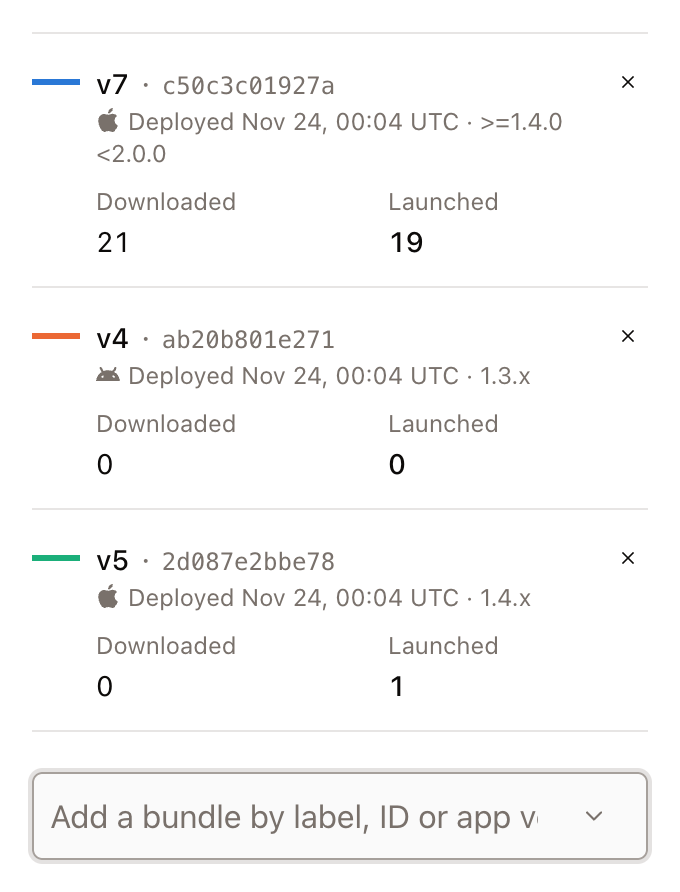 v7 · c50c3c01927a
Deployed Nov 24, 00:04 UTC · >=1.4.0
<2.0.0
Downloaded Launched
21 19
v4 · ab20b801e271
Deployed Nov 24, 00:04 UTC · 1.3.x
Downloaded Launched
0 0
v5 · 2d087e2bbe78
Deployed Nov 24, 00:04 UTC · 1.4.x
Downloaded Launched
0 1
Add a bundle by label, ID or app